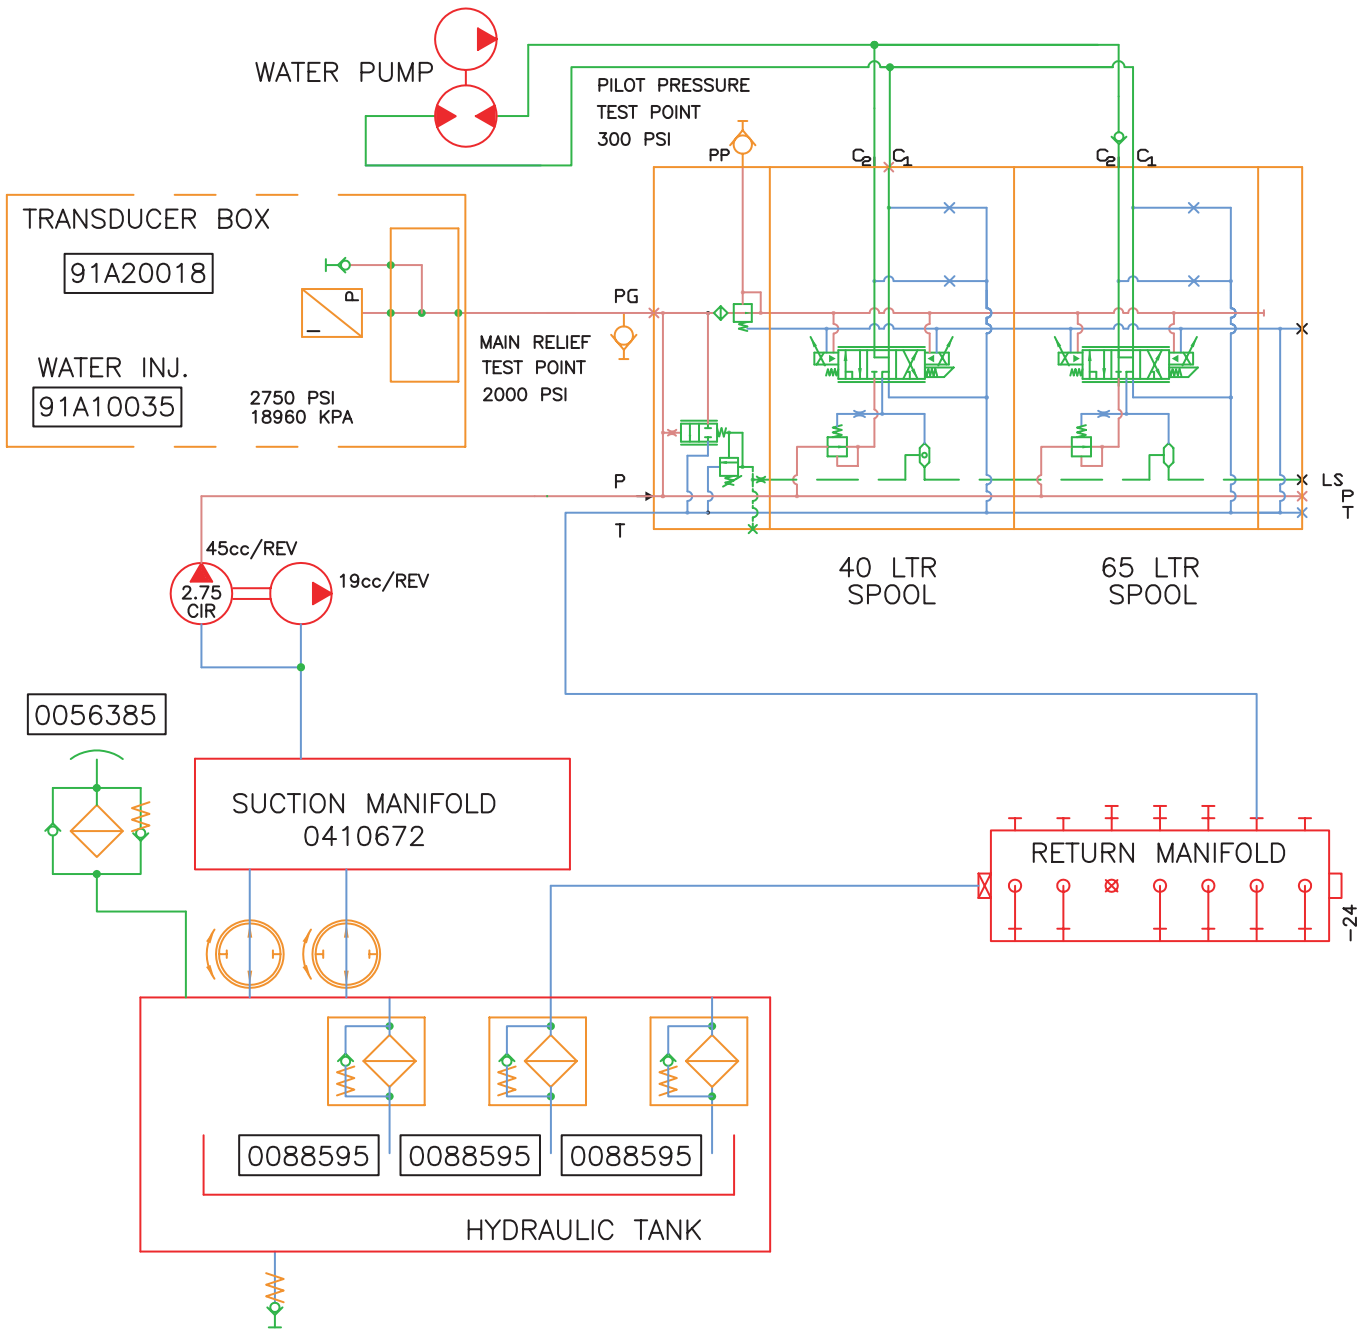 WATER PUMP
PILOT PRESSURE
TEST POINT
300 PSI
PP
C2
C1
C2
C1
TRANSDUCER BOX
91A20018
P
I
WATER INJ.
91A10035
2750 PSI
18960 KPA
PG
MAIN RELIEF
TEST POINT
2000 PSI
P
T
LS
P
T
40 LTR
SPOOL
65 LTR
SPOOL
45cc/REV
2.75
CIR
19cc/REV
0056385
SUCTION MANIFOLD
0410672
RETURN MANIFOLD
-24
0088595
0088595
0088595
HYDRAULIC TANK